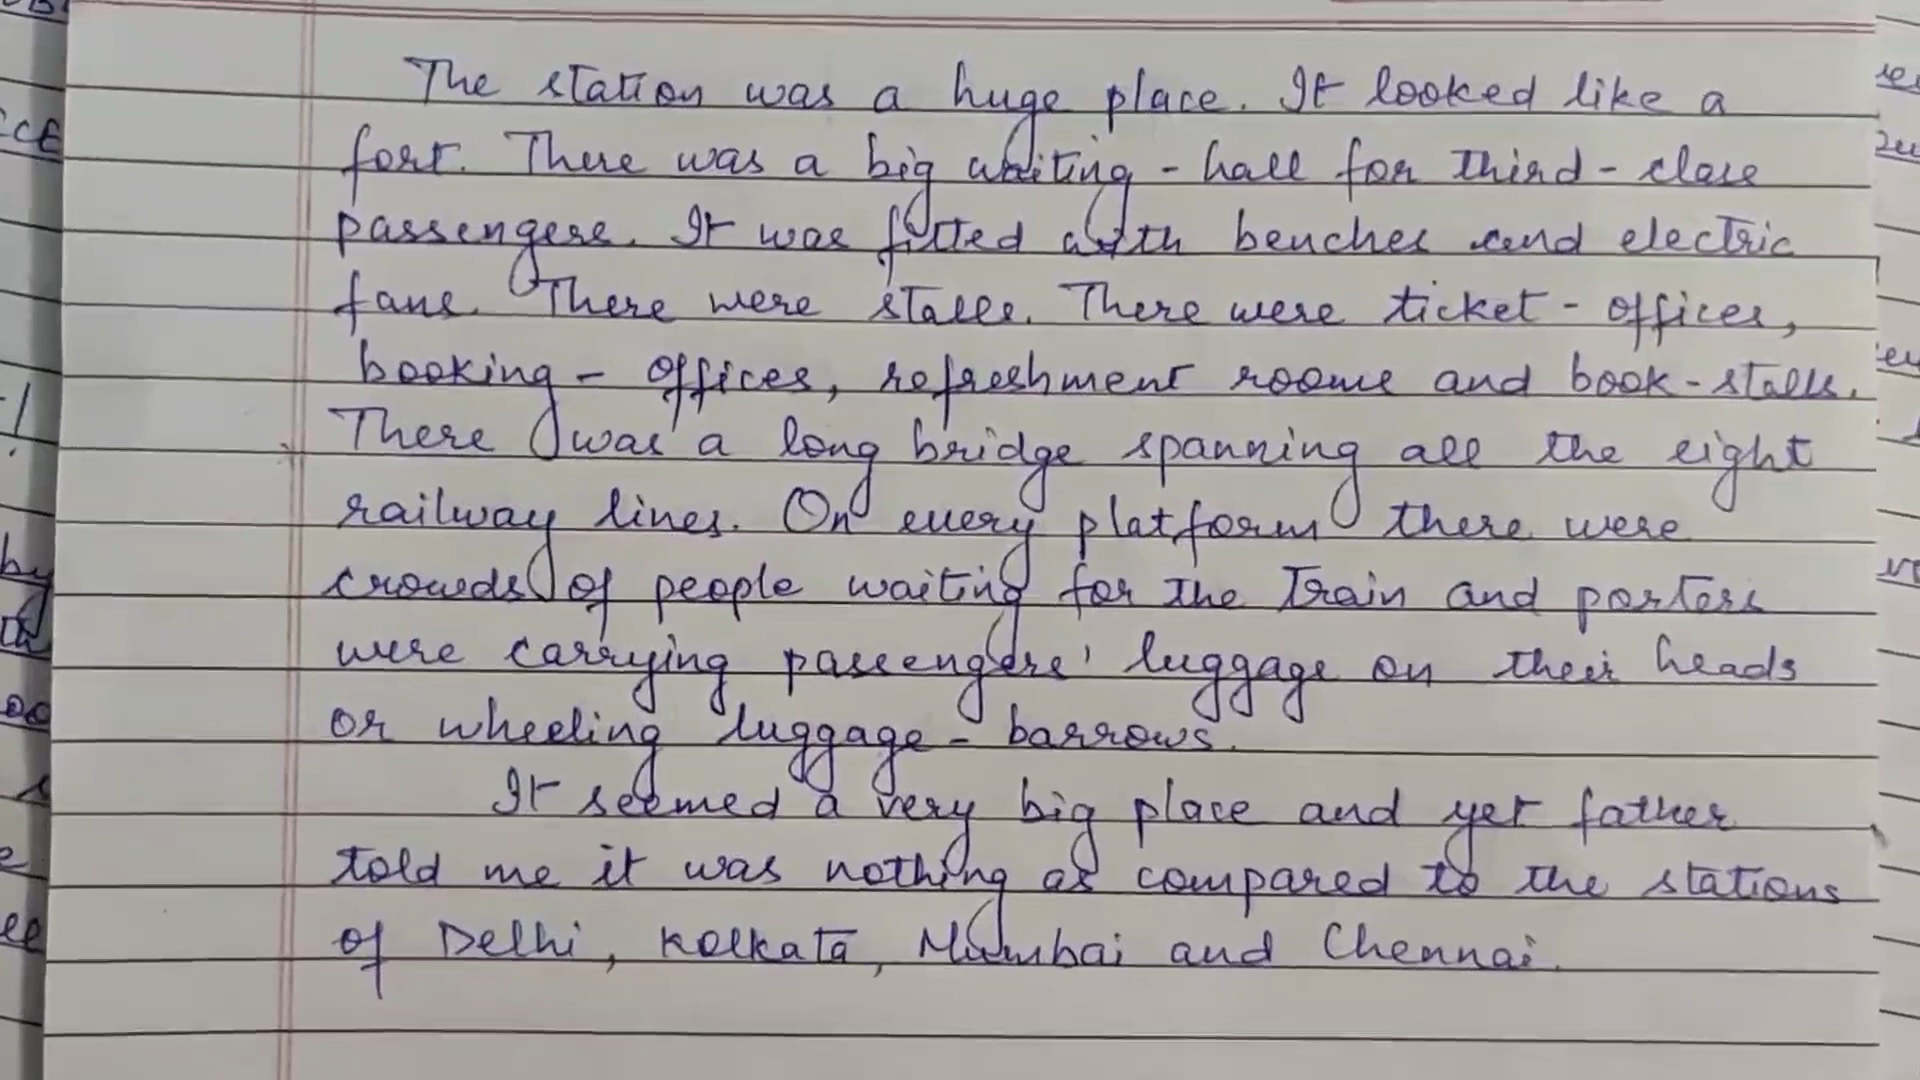 The station was a huge place. It looked like a
fort. There was a big waiting - hall for third - class
passengers. It was fitted with benches and electric
fans. There were stalls. There were ticket - offices,
booking - offices, refreshment rooms and book - stalls.
There was a long bridge spanning all the eight
railway lines. On every platform there were
crowds of people waiting for the train and porters
were carrying passengers' luggage on their heads
or wheeling luggage - barrows.
It seemed a very big place and yet father
told me it was nothing as compared to the stations
of Delhi, Kolkata, Mumbai and Chennai.